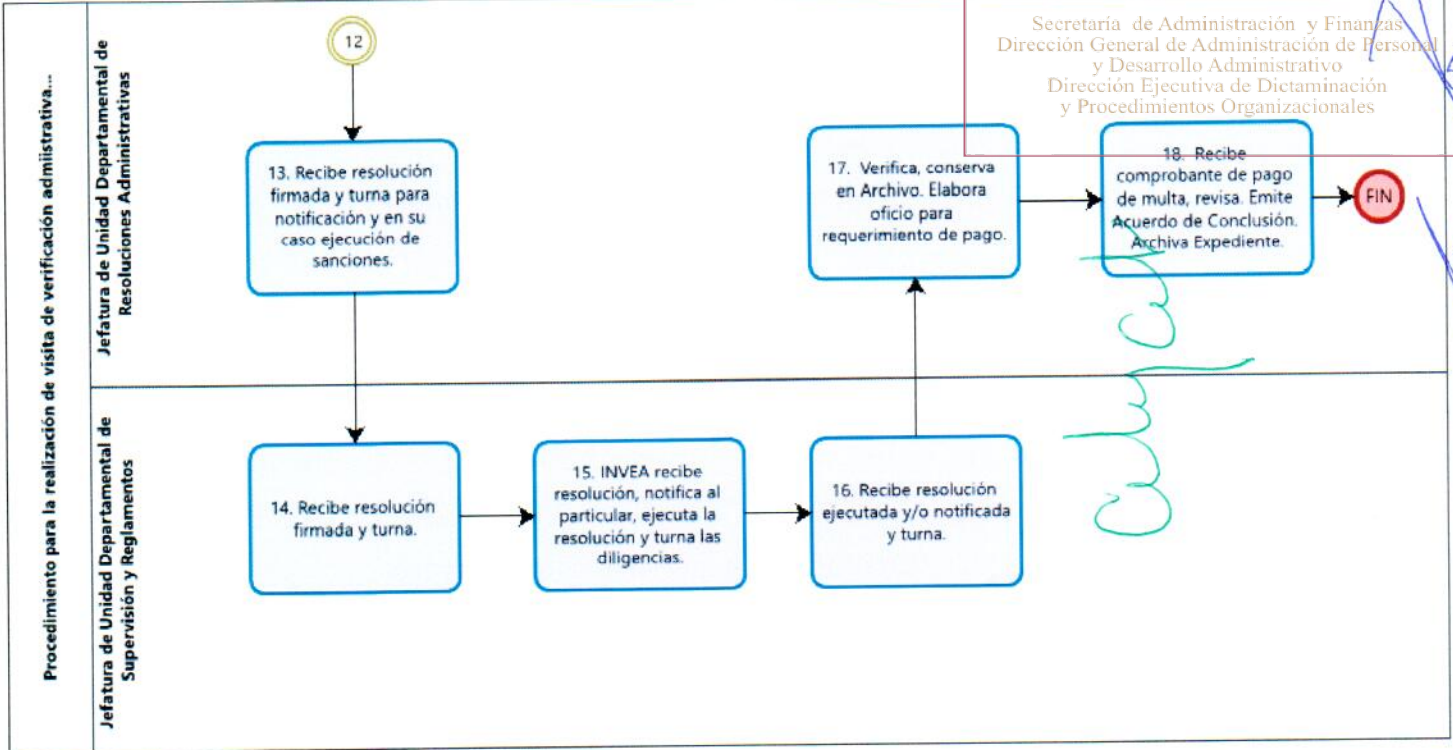 Secretaría de Administración y Finanzas
Dirección General de Administración de Personal
y Desarrollo Administrativo
Dirección Ejecutiva de Dictaminación
y Procedimientos Organizacionales
Procedimiento para la realización de visita de verificación admiistrativa...
Jefatura de Unidad Departamental de
Resoluciones Administrativas
12
13. Recibe resolución
firmada y turna para
notificación y en su
caso ejecución de
sanciones.
17. Verifica, conserva
en Archivo. Elabora
oficio para
requerimiento de pago.
18. Recibe
comprobante de pago
de multa, revisa. Emite
Acuerdo de Conclusión.
Archiva Expediente.
FIN
Jefatura de Unidad Departamental de
Supervisión y Reglamentos
14. Recibe resolución
firmada y turna.
15. INVEA recibe
resolución, notifica al
particular, ejecuta la
resolución y turna las
diligencias.
16. Recibe resolución
ejecutada y/o notificada
y turna.